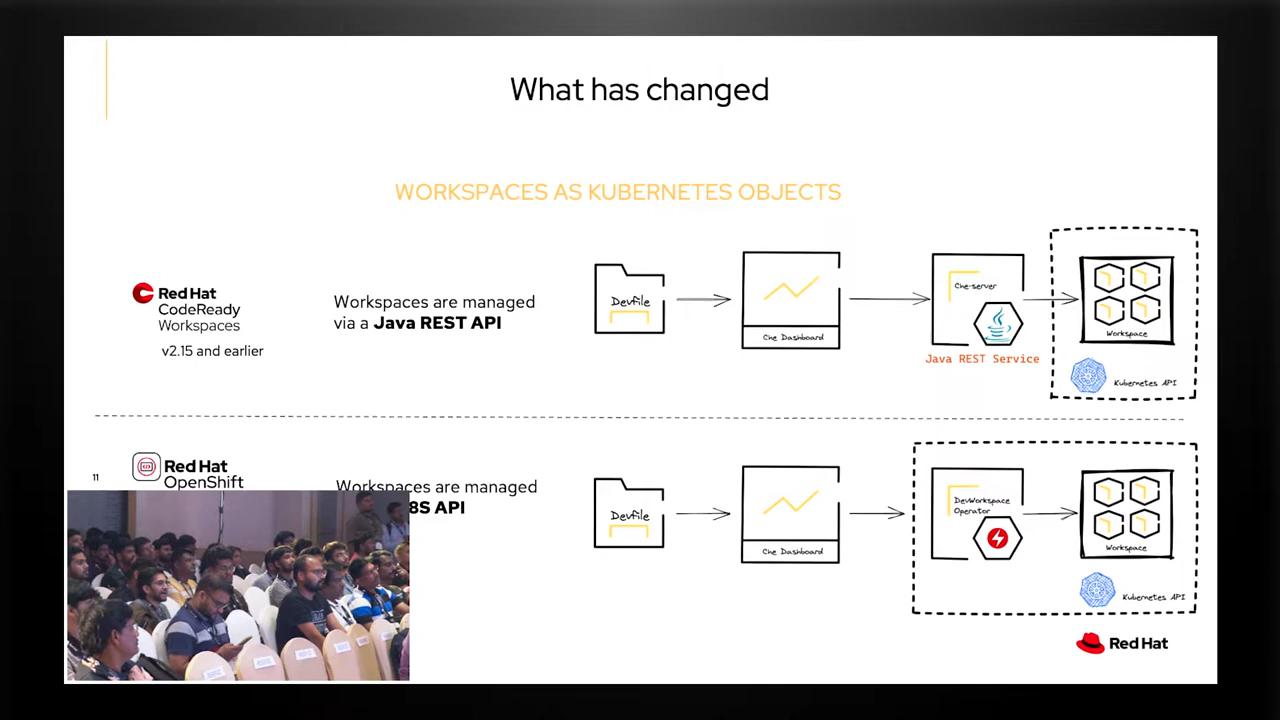 What has changed
WORKSPACES AS KUBERNETES OBJECTS
Red Hat
CodeReady
Workspaces
v2.15 and earlier
Workspaces are managed
via a Java REST API
Devfile
Che Dashboard
Che-server
Java REST Service
Workspace
Kubernetes API
11
Red Hat
OpenShift
Workspaces are managed
8S API
Devfile
Che Dashboard
DevWorkspace
Operator
Workspace
Kubernetes API
Red Hat